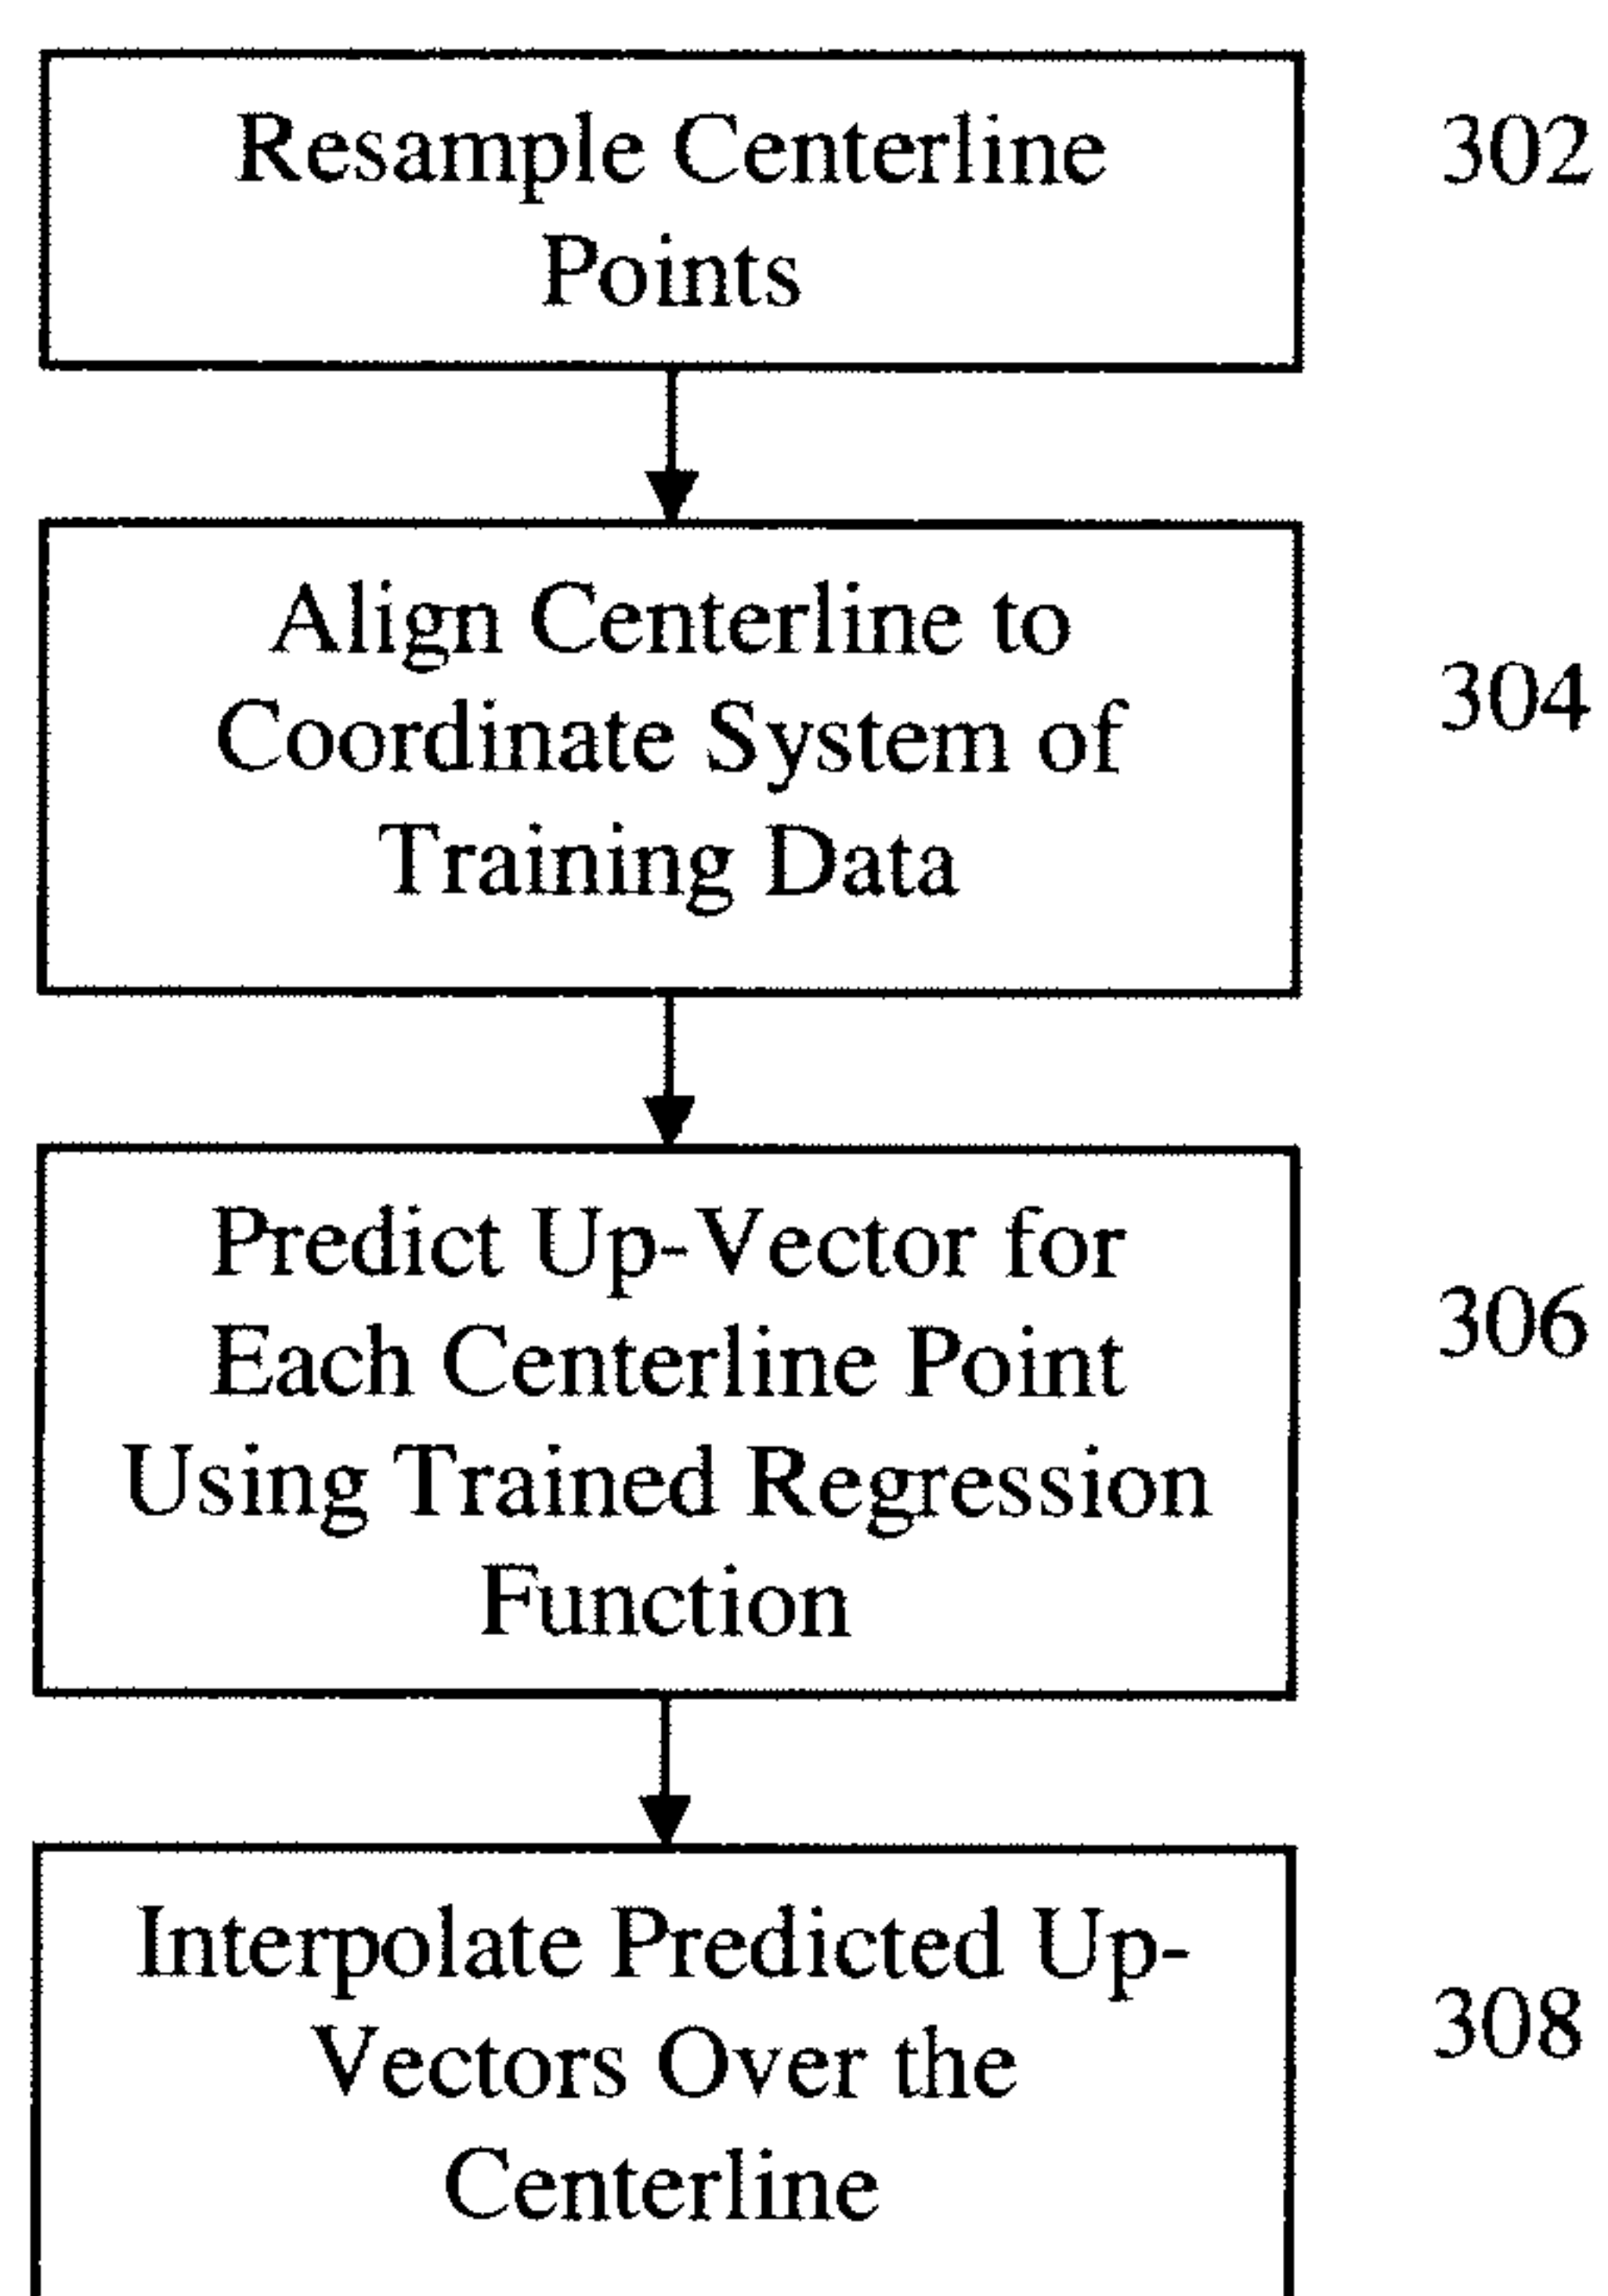 Resample Centerline
Points
302
Align Centerline to
Coordinate System of
Training Data
304
Predict Up-Vector for
Each Centerline Point
Using Trained Regression
Function
306
Interpolate Predicted Up-
Vectors Over the
Centerline
308